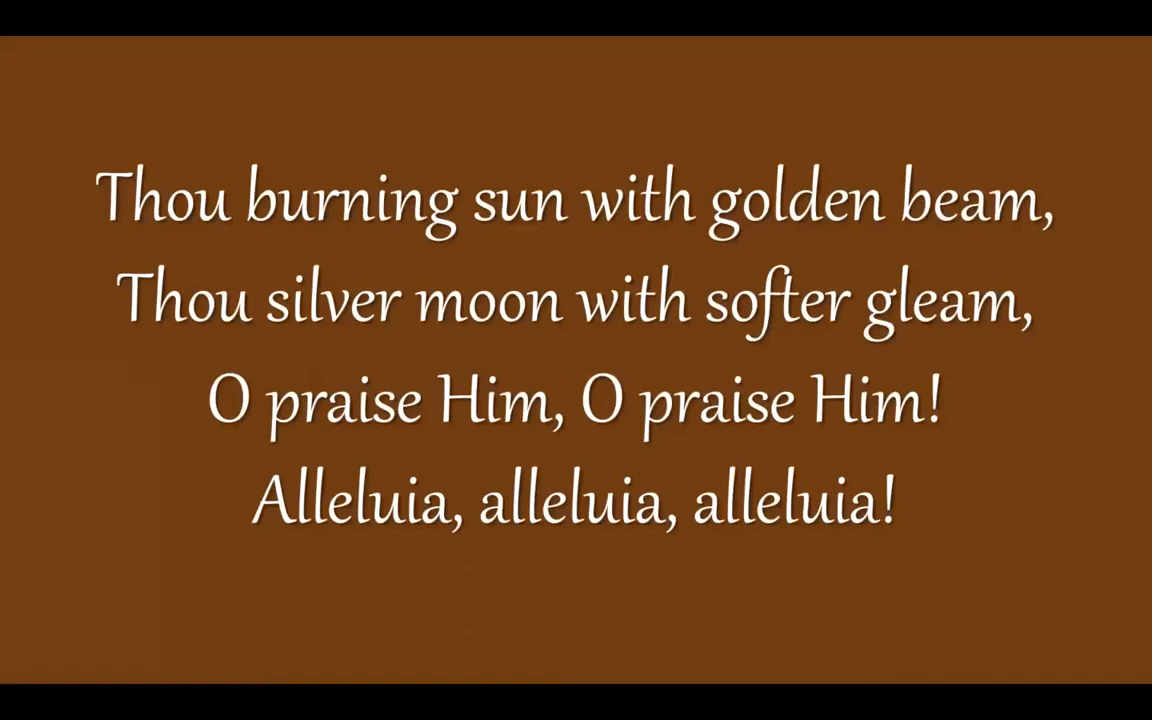 Thou burning sun with golden beam,
Thou silver moon with softer gleam,
O praise Him, O praise Him!
Alleluia, alleluia, alleluia!